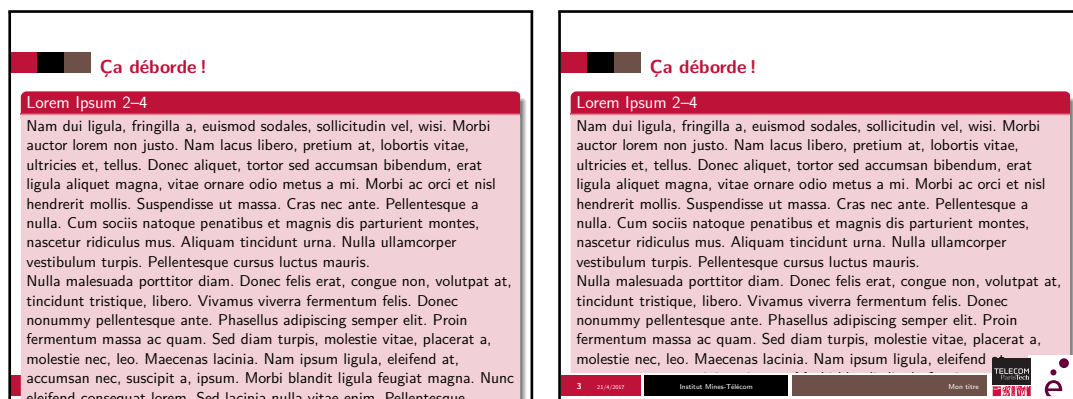 Ça déborde !
Lorem Ipsum 2–4
Nam dui ligula, fringilla a, euismod sodales, sollicitudin vel, wisi. Morbi
auctor lorem non justo. Nam lacus libero, pretium at, lobortis vitae,
ultricies et, tellus. Donec aliquet, tortor sed accumsan bibendum, erat
ligula aliquet magna, vitae ornare odio metus a mi. Morbi ac orci et nisl
hendrerit mollis. Suspendisse ut massa. Cras nec ante. Pellentesque a
nulla. Cum sociis natoque penatibus et magnis dis parturient montes,
nascetur ridiculus mus. Aliquam tincidunt urna. Nulla ullamcorper
vestibulum turpis. Pellentesque cursus luctus mauris.
Nulla malesuada porttitor diam. Donec felis erat, congue non, volutpat at,
tincidunt tristique, libero. Vivamus viverra fermentum felis. Donec
nonummy pellentesque ante. Phasellus adipiscing semper elit. Proin
fermentum massa ac quam. Sed diam turpis, molestie vitae, placerat a,
molestie nec, leo. Maecenas lacinia. Nam ipsum ligula, eleifend at,
accumsan nec, suscipit a, ipsum. Morbi blandit ligula feugiat magna. Nunc
eleifend consequat lorem. Sed lacinia nulla vitae enim. Pellentesque
Ça déborde !
Lorem Ipsum 2–4
Nam dui ligula, fringilla a, euismod sodales, sollicitudin vel, wisi. Morbi
auctor lorem non justo. Nam lacus libero, pretium at, lobortis vitae,
ultricies et, tellus. Donec aliquet, tortor sed accumsan bibendum, erat
ligula aliquet magna, vitae ornare odio metus a mi. Morbi ac orci et nisl
hendrerit mollis. Suspendisse ut massa. Cras nec ante. Pellentesque a
nulla. Cum sociis natoque penatibus et magnis dis parturient montes,
nascetur ridiculus mus. Aliquam tincidunt urna. Nulla ullamcorper
vestibulum turpis. Pellentesque cursus luctus mauris.
Nulla malesuada porttitor diam. Donec felis erat, congue non, volutpat at,
tincidunt tristique, libero. Vivamus viverra fermentum felis. Donec
nonummy pellentesque ante. Phasellus adipiscing semper elit. Proin
fermentum massa ac quam. Sed diam turpis, molestie vitae, placerat a,
molestie nec, leo. Maecenas lacinia. Nam ipsum ligula, eleifend
3 21/4/2017 Institut Mines-Télécom Mon titre
TELECOM
ParisTech